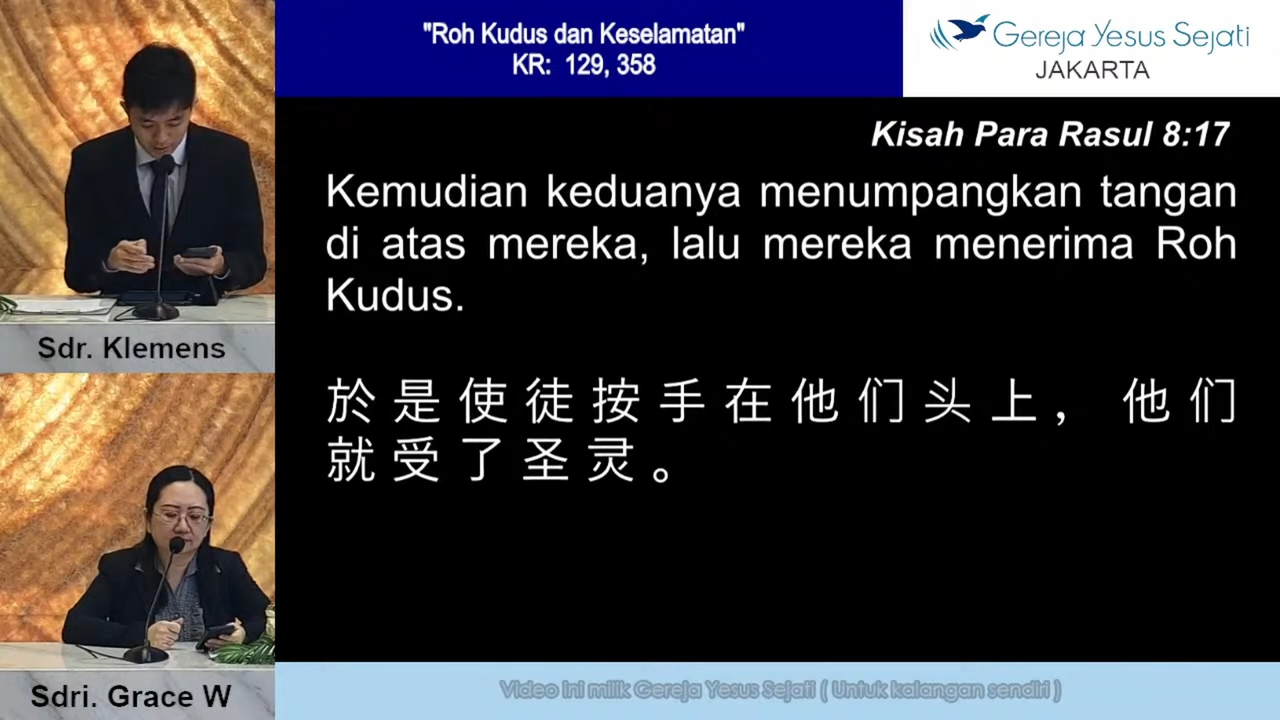 "Roh Kudus dan Keselamatan"
KR: 129, 358
Gereja Yesus Sejati
JAKARTA
Kisah Para Rasul 8:17
Kemudian keduanya menumpangkan tangan
di atas mereka, lalu mereka menerima Roh
Kudus.
於是使徒按手在他们头上，他们
就受了圣灵。
Sdr. Klemens
Sdri. Grace W
Video ini milik Gereja Yesus Sejati ( Untuk kalangan sendiri )